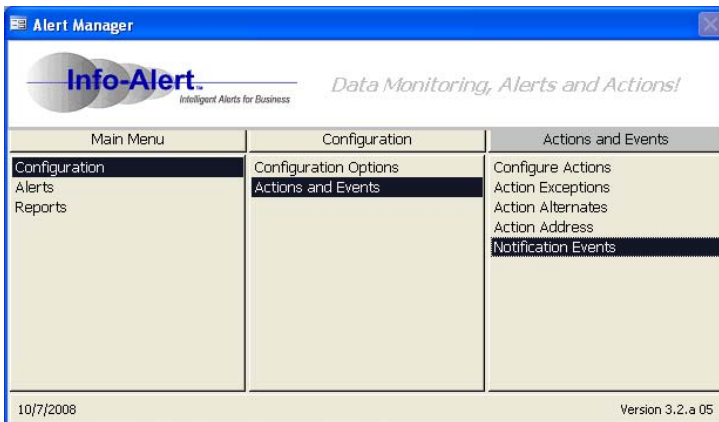 Alert Manager
Info-Alert™
Intelligent Alerts for Business
Data Monitoring, Alerts and Actions!
Main Menu
Configuration
Actions and Events
Configuration
Alerts
Reports
Configuration Options
Actions and Events
Configure Actions
Action Exceptions
Action Alternates
Action Address
Notification Events
10/7/2008
Version 3.2.a 05